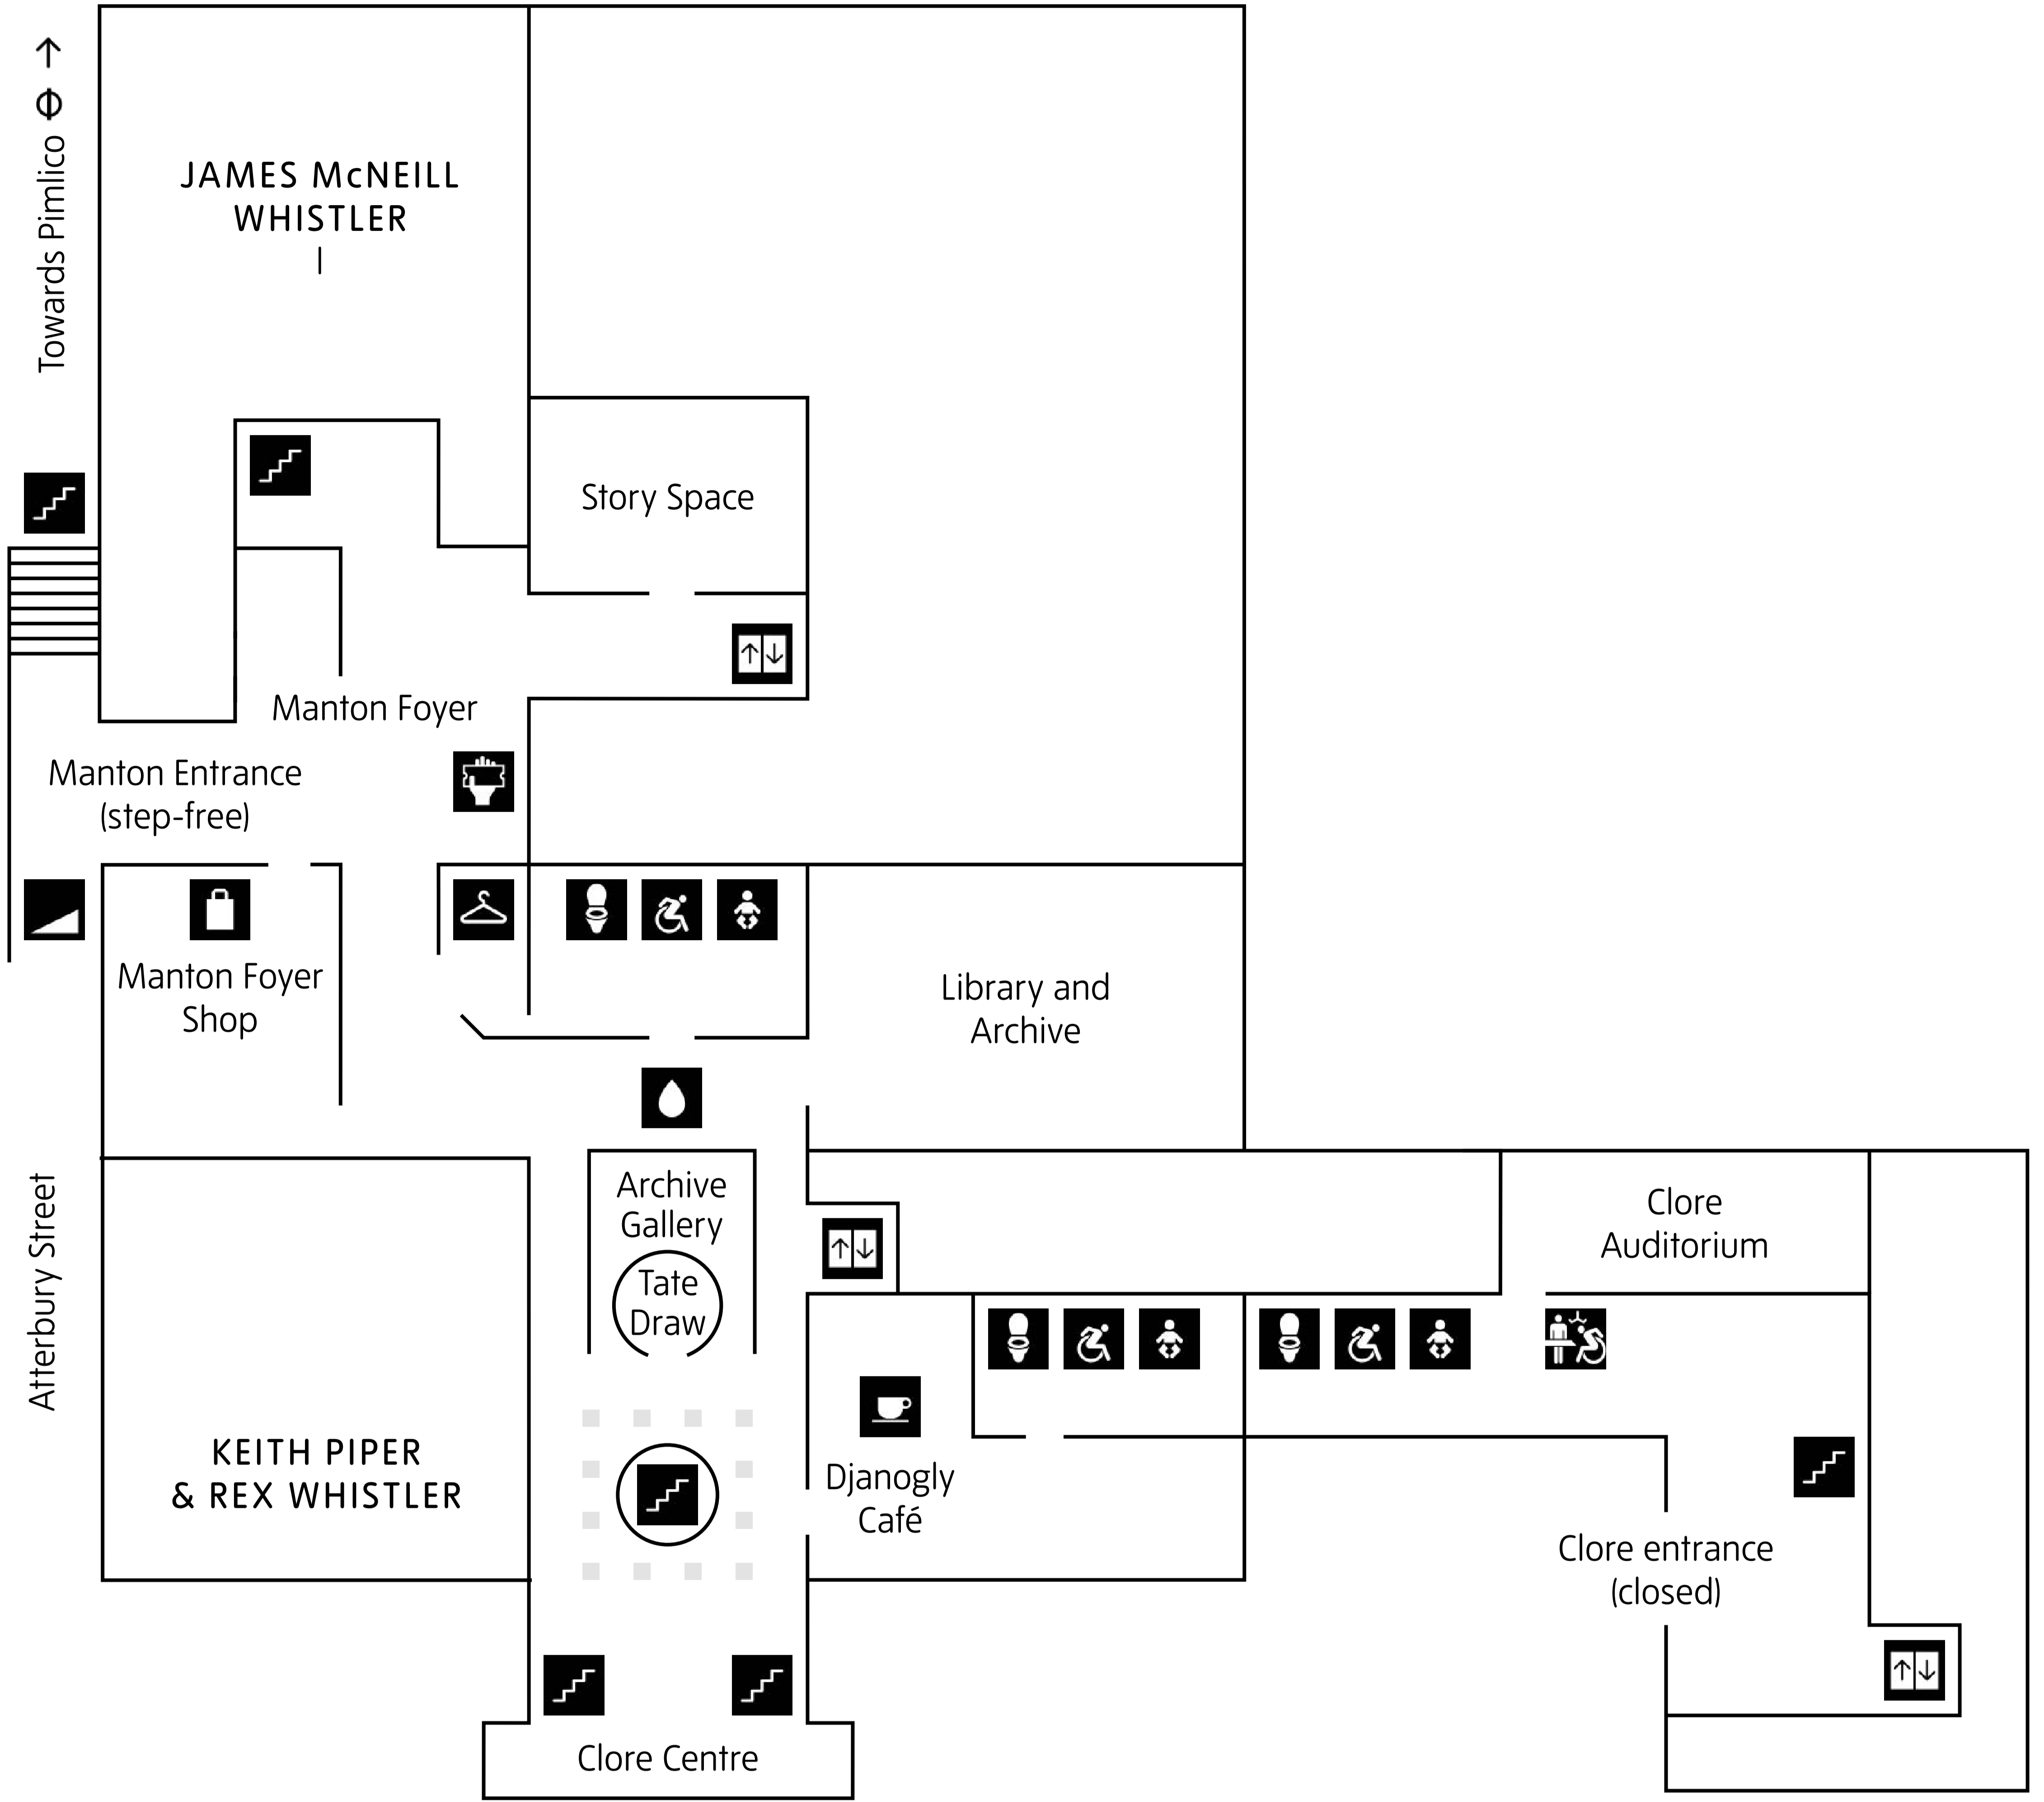 Towards Pimlico
JAMES McNEILL
WHISTLER
Story Space
Manton Foyer
Manton Entrance
(step-free)
Manton Foyer
Shop
Library and
Archive
Atterbury Street
Archive
Gallery
Tate
Draw
Clore
Auditorium
KEITH PIPER
& REX WHISTLER
Djanogly
Café
Clore entrance
(closed)
Clore Centre